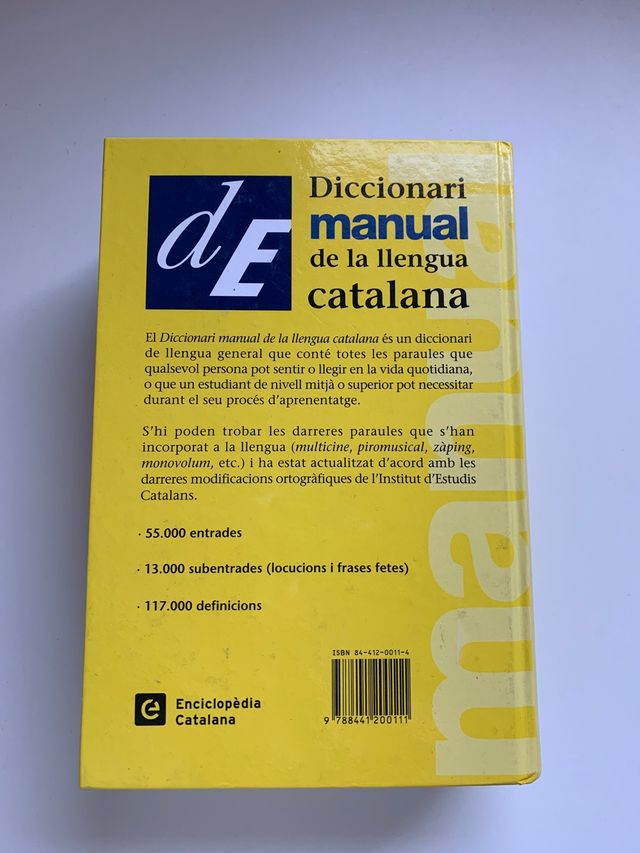 dE
Diccionari
manual
de la llengua
catalana
El Diccionari manual de la llengua catalana és un diccionari
de llengua general que conté totes les paraules que
qualsevol persona pot sentir o llegir en la vida quotidiana,
o que un estudiant de nivell mitjà o superior pot necessitar
durant el seu procés d'aprenentatge.
S'hi poden trobar les darreres paraules que s'han
incorporat a la llengua (multicine, piromusical, zàping,
monovolum, etc.) i ha estat actualitzat d'acord amb les
darreres modificacions ortogràfiques de l'Institut d'Estudis
Catalans.
· 55.000 entrades
· 13.000 subentrades (locucions i frases fetes)
· 117.000 definicions
manual
ISBN 84-412-0011-4
9 788441 200111
e
Enciclopèdia
Catalana